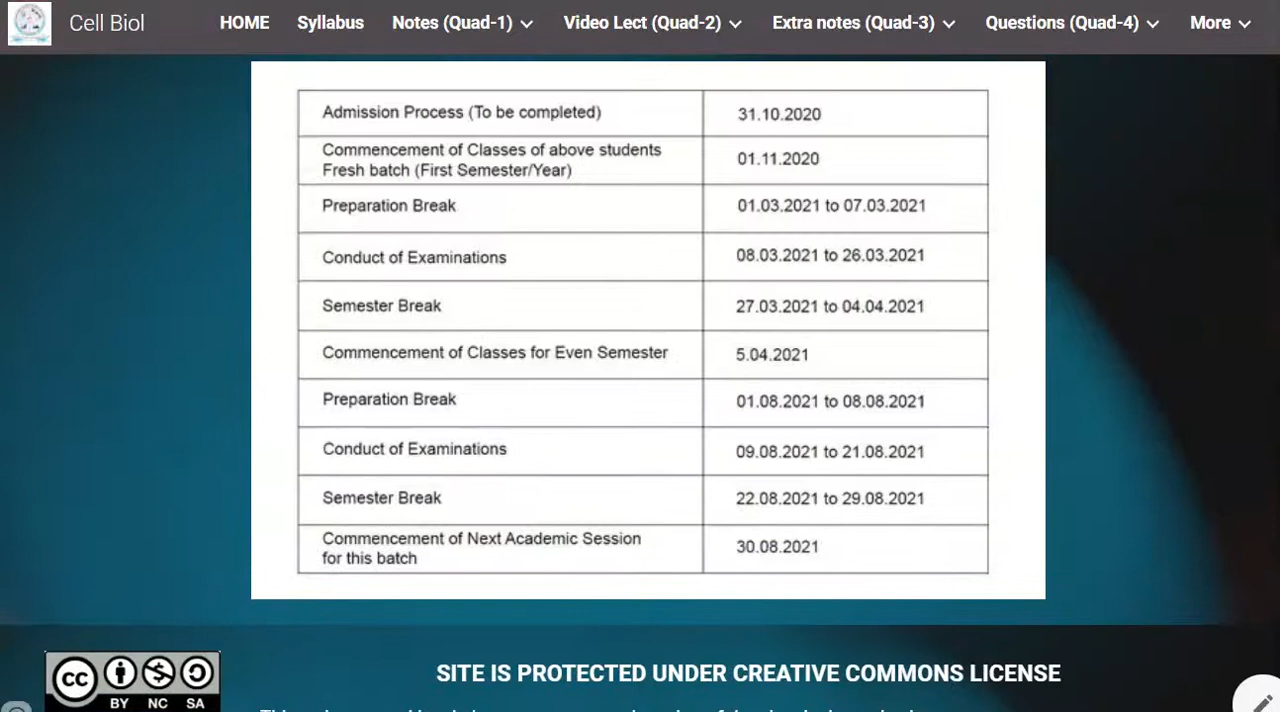 Cell Biol HOME Syllabus Notes (Quad-1) Video Lect (Quad-2) Extra notes (Quad-3) Questions (Quad-4) More
Admission Process (To be completed) 31.10.2020
Commencement of Classes of above students
Fresh batch (First Semester/Year) 01.11.2020
Preparation Break 01.03.2021 to 07.03.2021
Conduct of Examinations 08.03.2021 to 26.03.2021
Semester Break 27.03.2021 to 04.04.2021
Commencement of Classes for Even Semester 5.04.2021
Preparation Break 01.08.2021 to 08.08.2021
Conduct of Examinations 09.08.2021 to 21.08.2021
Semester Break 22.08.2021 to 29.08.2021
Commencement of Next Academic Session
for this batch 30.08.2021
SITE IS PROTECTED UNDER CREATIVE COMMONS LICENSE
cc
BY NC SA